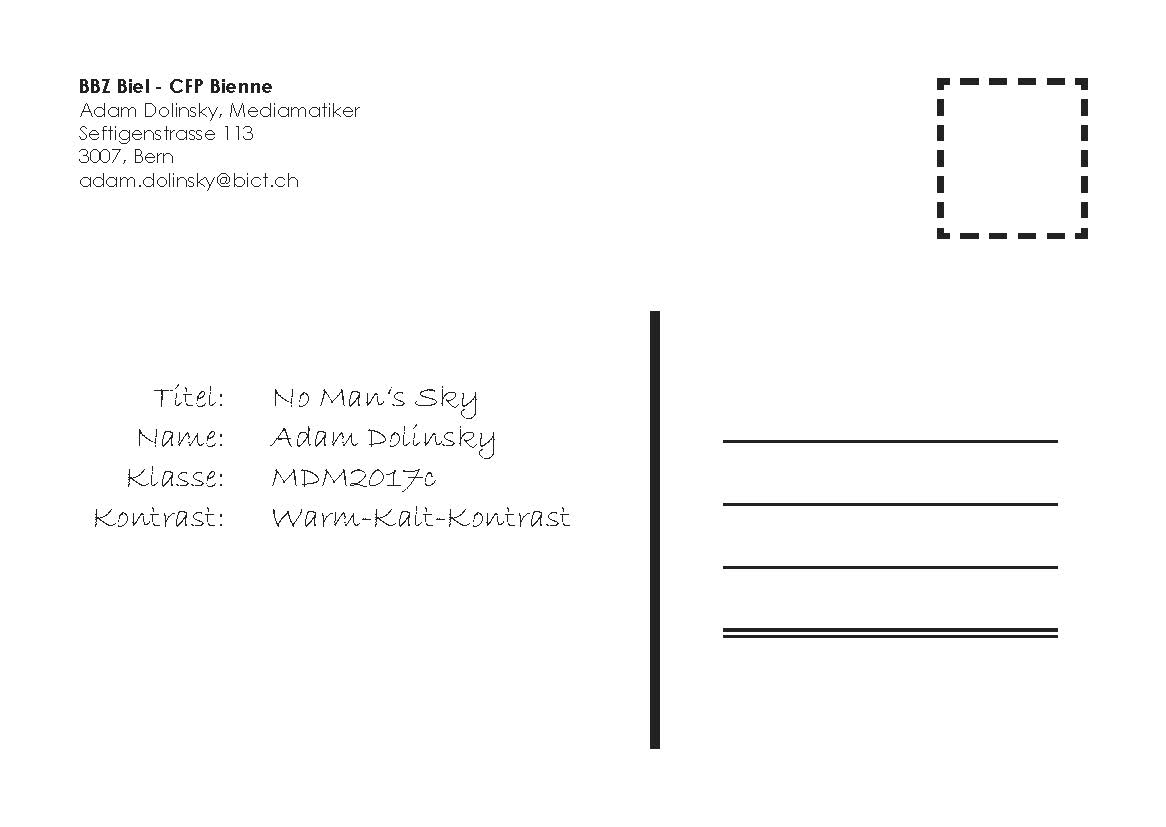 BBZ Biel - CFP Bienne
Adam Dolinsky, Mediamatiker
Seftigenstrasse 113
3007, Bern
adam.dolinsky@bict.ch
Titel: No Man's Sky
Name: Adam Dolinsky
Klasse: MDM2017c
Kontrast: Warm-Kalt-Kontrast